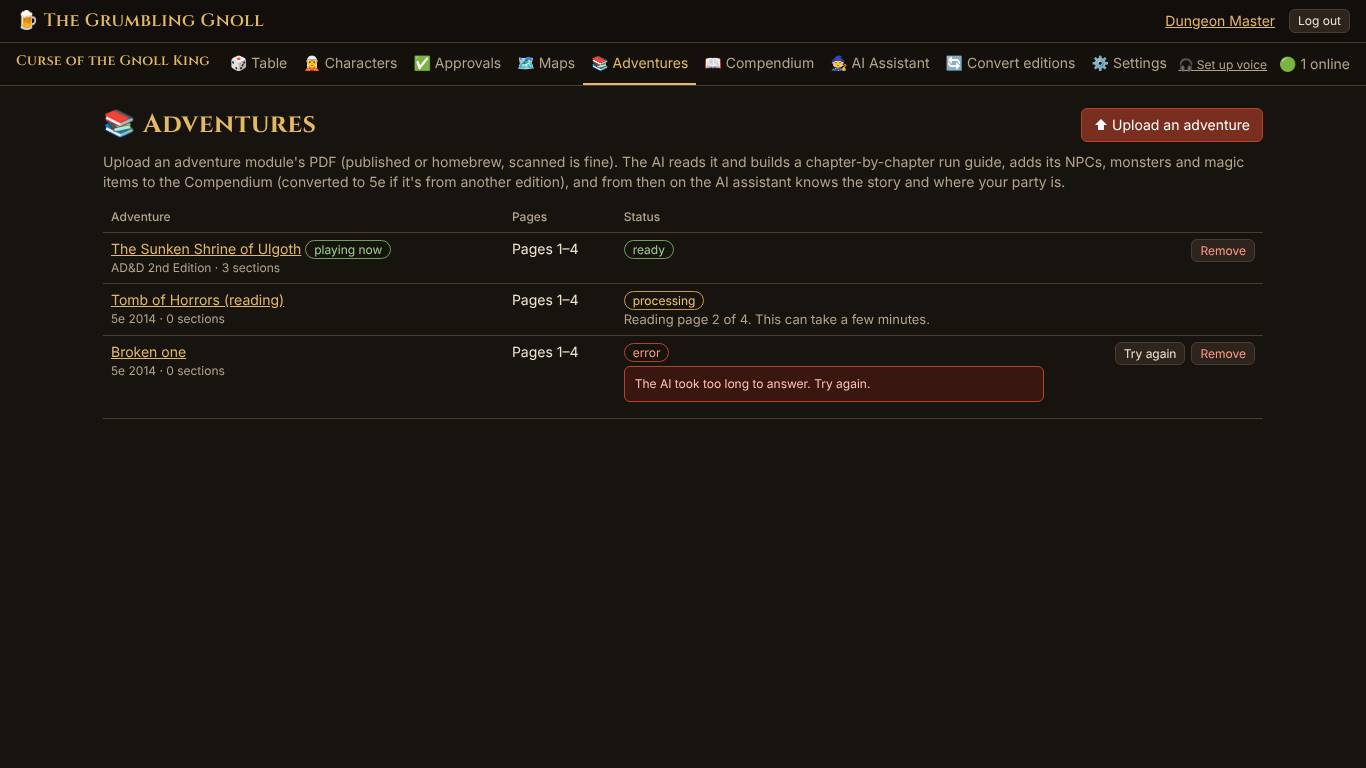 The Grumbling Gnoll
Dungeon Master
Log out
Curse of the Gnoll King
Table
Characters
Approvals
Maps
Adventures
Compendium
AI Assistant
Convert editions
Settings
Set up voice
1 online
Adventures
Upload an adventure
Upload an adventure module's PDF (published or homebrew, scanned is fine). The AI reads it and builds a chapter-by-chapter run guide, adds its NPCs, monsters and magic
items to the Compendium (converted to 5e if it's from another edition), and from then on the AI assistant knows the story and where your party is.
Adventure Pages Status
The Sunken Shrine of Ulgoth playing now Pages 1–4 ready Remove
AD&D 2nd Edition · 3 sections
Tomb of Horrors (reading) Pages 1–4 processing
5e 2014 · 0 sections Reading page 2 of 4. This can take a few minutes.
Broken one Pages 1–4 error Try again Remove
5e 2014 · 0 sections
The AI took too long to answer. Try again.